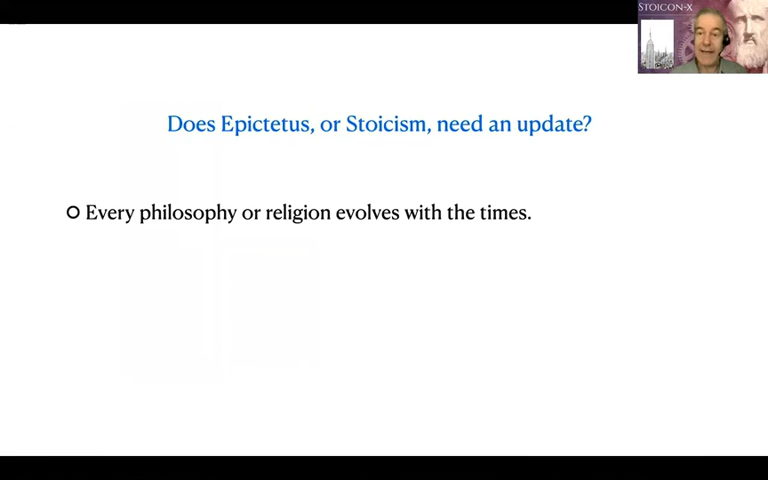 STOICON-X
Does Epictetus, or Stoicism, need an update?
Every philosophy or religion evolves with the times.